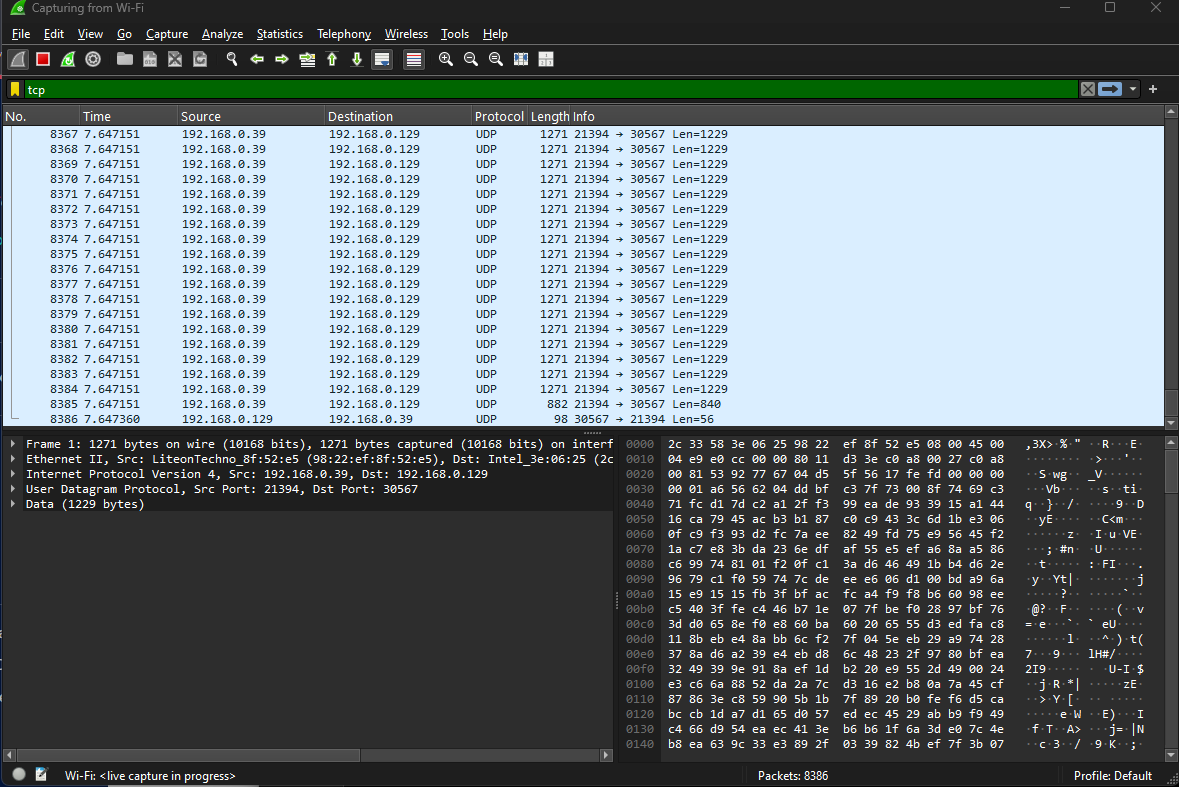 Capturing from Wi-Fi
File Edit View Go Capture Analyze Statistics Telephony Wireless Tools Help
tcp
No. Time Source Destination Protocol Length Info
8367 7.647151 192.168.0.39 192.168.0.129 UDP 1271 21394 → 30567 Len=1229
8368 7.647151 192.168.0.39 192.168.0.129 UDP 1271 21394 → 30567 Len=1229
8369 7.647151 192.168.0.39 192.168.0.129 UDP 1271 21394 → 30567 Len=1229
8370 7.647151 192.168.0.39 192.168.0.129 UDP 1271 21394 → 30567 Len=1229
8371 7.647151 192.168.0.39 192.168.0.129 UDP 1271 21394 → 30567 Len=1229
8372 7.647151 192.168.0.39 192.168.0.129 UDP 1271 21394 → 30567 Len=1229
8373 7.647151 192.168.0.39 192.168.0.129 UDP 1271 21394 → 30567 Len=1229
8374 7.647151 192.168.0.39 192.168.0.129 UDP 1271 21394 → 30567 Len=1229
8375 7.647151 192.168.0.39 192.168.0.129 UDP 1271 21394 → 30567 Len=1229
8376 7.647151 192.168.0.39 192.168.0.129 UDP 1271 21394 → 30567 Len=1229
8377 7.647151 192.168.0.39 192.168.0.129 UDP 1271 21394 → 30567 Len=1229
8378 7.647151 192.168.0.39 192.168.0.129 UDP 1271 21394 → 30567 Len=1229
8379 7.647151 192.168.0.39 192.168.0.129 UDP 1271 21394 → 30567 Len=1229
8380 7.647151 192.168.0.39 192.168.0.129 UDP 1271 21394 → 30567 Len=1229
8381 7.647151 192.168.0.39 192.168.0.129 UDP 1271 21394 → 30567 Len=1229
8382 7.647151 192.168.0.39 192.168.0.129 UDP 1271 21394 → 30567 Len=1229
8383 7.647151 192.168.0.39 192.168.0.129 UDP 1271 21394 → 30567 Len=1229
8384 7.647151 192.168.0.39 192.168.0.129 UDP 1271 21394 → 30567 Len=1229
8385 7.647151 192.168.0.39 192.168.0.129 UDP 882 21394 → 30567 Len=840
8386 7.647360 192.168.0.129 192.168.0.39 UDP 98 30567 → 21394 Len=56
Frame 1: 1271 bytes on wire (10168 bits), 1271 bytes captured (10168 bits) on interf
Ethernet II, Src: LiteonTechno_8f:52:e5 (98:22:ef:8f:52:e5), Dst: Intel_3e:06:25 (2c
Internet Protocol Version 4, Src: 192.168.0.39, Dst: 192.168.0.129
User Datagram Protocol, Src Port: 21394, Dst Port: 30567
Data (1229 bytes)
0000 2c 33 58 3e 06 25 98 22 ef 8f 52 e5 08 00 45 00 ,3X>·%·" ··R···E·
0010 04 e9 e0 cc 00 00 80 11 d3 3e c0 a8 00 27 c0 a8 ········ ·>···'··
0020 00 81 53 92 77 67 04 d5 5f 56 17 fe fd 00 00 00 ··S·wg·· _V······
0030 00 01 a6 56 62 04 dd bf c3 7f 73 00 8f 74 69 c3 ···Vb··· ··s··ti·
0040 71 fc d1 7d c2 a1 2f f3 99 ea de 93 39 15 a1 44 q··}··/· ····9··D
0050 16 ca 79 45 ac b3 b1 87 c0 c9 43 3c 6d 1b e3 06 ··yE···· ··C<m···
0060 0f c9 f3 93 d2 fc 7a ee 82 49 fd 75 e9 56 45 f2 ······z· ·I·u·VE·
0070 1a c7 e8 3b da 23 6e df af 55 e5 ef a6 8a a5 86 ···;·#n· ·U······
0080 c6 99 74 81 01 f2 0f c1 3a d6 46 49 1b b4 d6 2e ··t····· :·FI···.
0090 96 79 c1 f0 59 74 7c de ee e6 06 d1 00 bd a9 6a ·y··Yt|· ·······j
00a0 15 e9 15 15 fb 3f bf ac fc a4 f9 f8 b6 60 98 ee ·····?·· ·····`··
00b0 c5 40 3f fe c4 46 b7 1e 07 7f be f0 28 97 bf 76 ·@?··F·· ····(··v
00c0 3d d0 65 8e f0 e8 60 ba 60 20 65 55 d3 ed fa c8 =·e···`· ` eU····
00d0 11 8b eb e4 8a bb 6c f2 7f 04 5e eb 29 a9 74 28 ······l· ··^·)·t(
00e0 37 8a d6 a2 39 e4 eb d8 6c 48 23 2f 97 80 bf ea 7···9··· lH#/····
00f0 32 49 39 9e 91 8a ef 1d b2 20 e9 55 2d 49 00 24 2I9····· · ·U-I·$
0100 e3 c6 6a 88 52 da 2a 7c d3 16 e2 b8 0a 7a 45 cf ··j·R·*| ·····zE·
0110 87 86 3e c8 59 90 5b 1b 7f 89 20 b0 fe f6 d5 ca ··>·Y·[· ·· ·····
0120 bc cb 1d a7 d1 65 d0 57 ed ec 45 29 ab b9 f9 49 ·····e·W ··E)···I
0130 c4 66 d9 54 ea ec 41 3e b6 b6 1f 6a 3d e0 7c 4e ·f·T··A> ···j=·|N
0140 b8 ea 63 9c 33 e3 89 2f 03 39 82 4b ef 7f 3b 07 ··c·3··/ ·9·K··;·
Wi-Fi: <live capture in progress>
Packets: 8386
Profile: Default